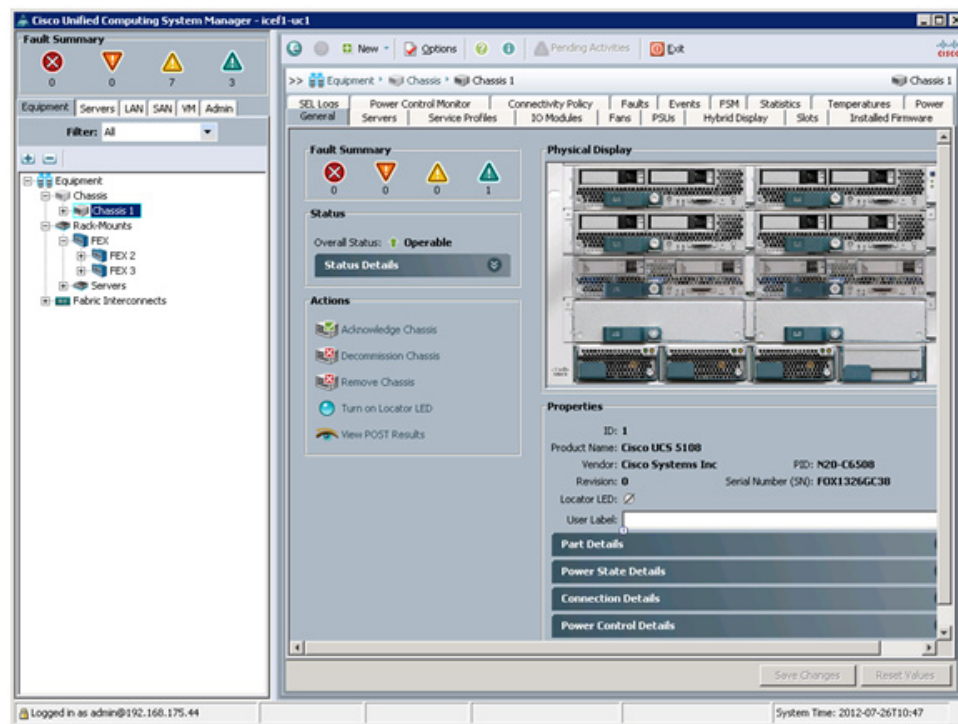 Cisco Unified Computing System Manager - icef1-uc1
Fault Summary
0 0 7 3
Equipment Servers LAN SAN VM Admin
Filter: All
Equipment
Chassis
Chassis 1
Rack-Mounts
FEX
FEX 2
FEX 3
Servers
Fabric Interconnects
New Options Pending Activities Exit
CISCO
>> Equipment Chassis Chassis 1 Chassis 1
SEL Logs Power Control Monitor Connectivity Policy Faults Events FSM Statistics Temperatures Power
General Servers Service Profiles IO Modules Fans PSUs Hybrid Display Slots Installed Firmware
Fault Summary
0 0 0 1
Status
Overall Status: Operable
Status Details
Actions
Acknowledge Chassis
Decommission Chassis
Remove Chassis
Turn on Locator LED
View POST Results
Physical Display
Properties
ID: 1
Product Name: Cisco UCS 5108
Vendor: Cisco Systems Inc PID: N20-C6508
Revision: 0 Serial Number (SN): FOX1326GC38
Locator LED:
User Label:
Part Details
Power State Details
Connection Details
Power Control Details
Save Changes Reset Values
Logged in as admin@192.168.175.44 System Time: 2012-07-26T10:47